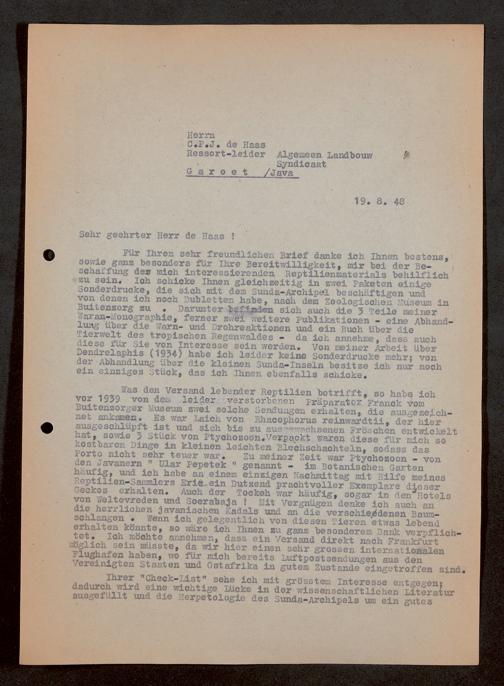 Herrn
C.P.J. de Haas
Ressort-leider Algemeen Landbouw
Syndicaat
Garoet /Java
19. 8. 48
Sehr geehrter Herr de Haas !
Für Ihren sehr freundlichen Brief danke ich Ihnen bestens,
sowie ganz besonders für Ihre Bereitwilligkeit, mir bei der Be-
schaffung des mich interessierenden Reptilienmaterials behilflich
zu sein. Ich schicke Ihnen gleichzeitig in zwei Paketen einige
Sonderdrucke, die sich mit dem Sunda-Archipel beschäftigen und
von denen ich noch Dubletten habe, nach dem Zoologischen Museum in
Buitenzorg zu . Darunter befinden sich auch die 3 Teile meiner
Waran-Monographie, ferner zwei weitere Publikationen - eine Abhand-
lung über die Warn- und Drohreaktionen und ein Buch über die
Tierwelt des tropischen Regenwaldes - da ich annehme, dass auch
diese für Sie von Interesse sein werden. Von meiner Arbeit über
Dendrelaphis (1934) habe ich leider keine Sonderdrucke mehr; von
der Abhandlung über die kleinen Sunda-Inseln besitze ich nur noch
ein einziges Stück, das ich Ihnen ebenfalls schicke.
Was den Versand lebender Reptilien betrifft, so habe ich
vor 1939 von dem leider verstorbenen Präparator Franck vom
Buitenzorger Museum zwei solche Sendungen erhalten, die ausgezeich-
net ankamen. Es war Laich von Rhacophorus reinwardtii, der hier
ausgeschlüpft ist und sich bis zu ausgewachsenen Fröschen entwickelt
hat, sowie 3 Stück von Ptychozoon. Verpackt waren diese für mich so
kostbaren Dinge in kleinen leichten Blechschachteln, sodass das
Porto nicht sehr teuer war. Zu meiner Zeit war Ptychozoon - von
den Javanern " Ular Pepetek " genannt - im Botanischen Garten
häufig, und ich habe an einem einzigen Nachmittag mit Hilfe meines
Reptilien-Sammlers ein Dutzend prachtvoller Exemplare dieser
Geckos erhalten. Auch der Tockeh war häufig, sogar in den Hotels
von Weltevreden und Soerabaja ! Mit Vergnügen denke ich auch an
die herrlichen javanischen Kadals und an die verschiedenen Baum-
schlangen . Wenn ich gelegentlich von diesen Tieren etwas lebend
erhalten könnte, so wäre ich Ihnen zu ganz besonderem Dank verpflich-
tet. Ich möchte annehmen, dass ein Versand direkt nach Frankfurt
möglich sein müsste, da wir hier einen sehr grossen internationalen
Flughafen haben, wo für mich bereits Luftpostsendungen aus den
Vereinigten Staaten und Ostafrika in gutem Zustande eingetroffen sind.
Ihrer "Check-List" sehe ich mit grösstem Interesse entgegen;
dadurch wird eine wichtige Lücke in der wissenschaftlichen Literatur
ausgefüllt und die Herpetologie des Sunda-Archipels um ein gutes